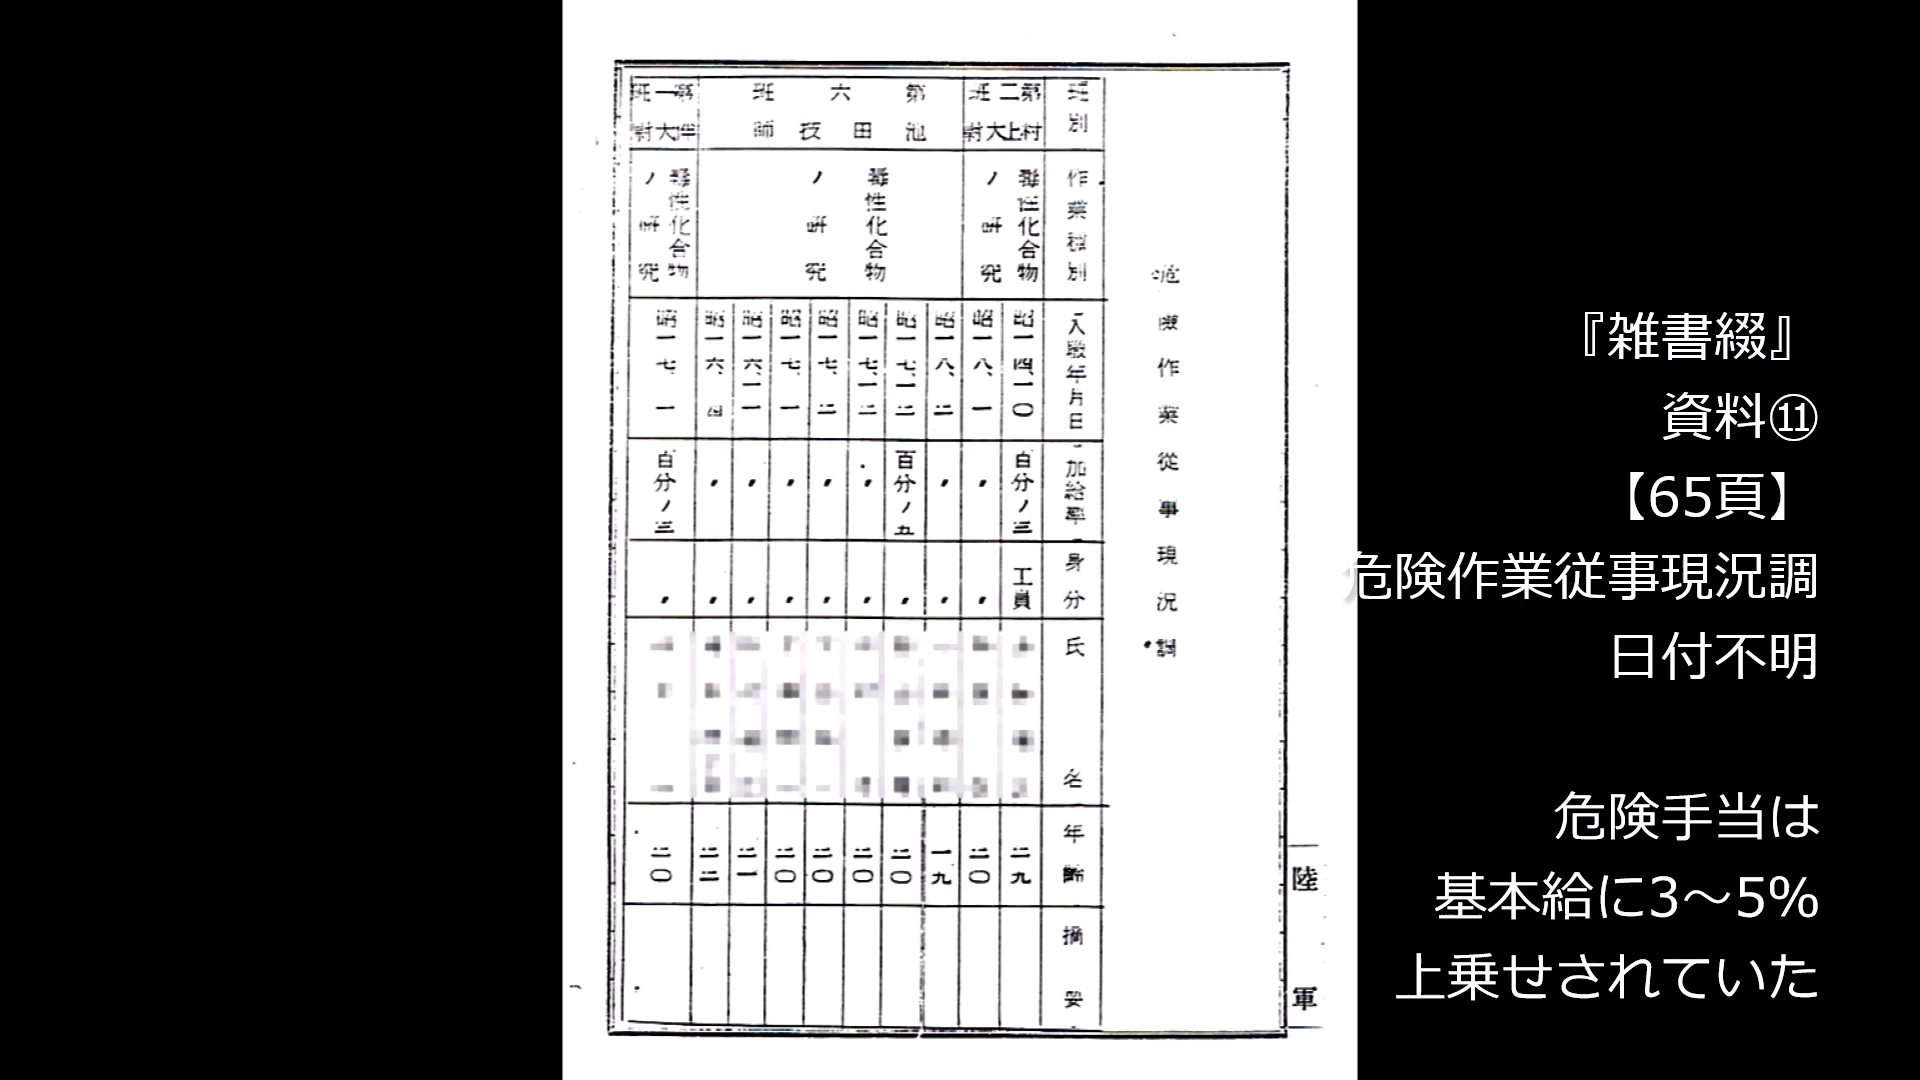 危險作業從事現況調
班別 作業種別 入職年月日 加給率 身分 氏名 年齢 摘要
第二班 村上大尉
毒性化合物ノ研究
昭一四、一〇 百分ノ三 工員 二九
昭一八、一 〃 〃 二〇
第六班 池田技師
毒性化合物ノ研究
昭一八、二 〃 〃 一九
昭一七、一二 百分ノ五 〃 二〇
昭一七、一二 〃 〃 二〇
昭一七、二 〃 〃 二〇
昭一七、一 〃 〃 二〇
昭一六、一一 〃 〃 二一
昭一六、四 〃 〃 二二
第一班 伴大尉
毒性化合物ノ研究
昭一七、一 百分ノ三 〃 二〇
陸軍
『雑書綴』
資料⑪
【65頁】
危険作業従事現況調
日付不明
危険手当は
基本給に3～5%
上乗せされていた